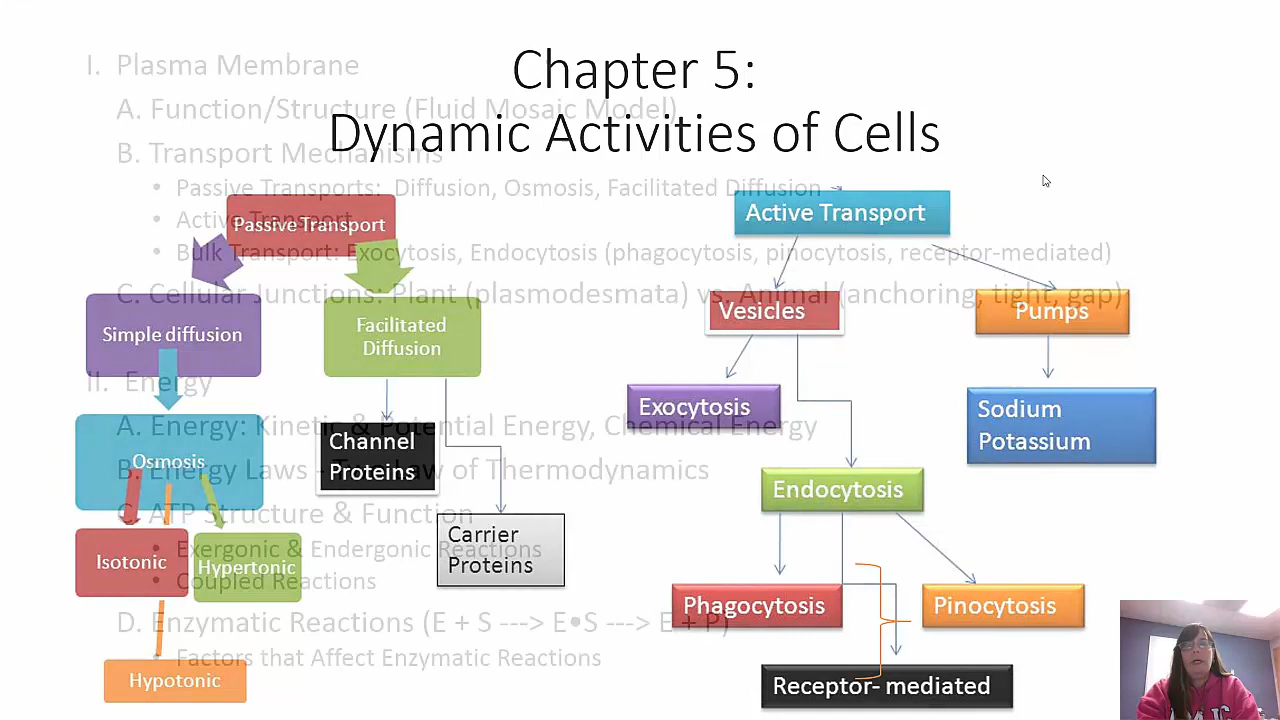 Chapter 5:
Dynamic Activities of Cells
I. Plasma Membrane
A. Function/Structure (Fluid Mosaic Model)
B. Transport Mechanisms
• Passive Transports: Diffusion, Osmosis, Facilitated Diffusion
• Active Transport
• Bulk Transport: Exocytosis, Endocytosis (phagocytosis, pinocytosis, receptor-mediated)
C. Cellular Junctions: Plant (plasmodesmata) vs. Animal (anchoring, tight, gap)
II. Energy
A. Energy: Kinetic & Potential Energy, Chemical Energy
B. Energy Laws - Two Law of Thermodynamics
C. ATP Structure & Function
• Exergonic & Endergonic Reactions
• Coupled Reactions
D. Enzymatic Reactions (E + S ---> E•S ---> E + P)
• Factors that Affect Enzymatic Reactions
Passive Transport
Simple diffusion
Facilitated
Diffusion
Osmosis
Channel
Proteins
Carrier
Proteins
Isotonic
Hypertonic
Hypotonic
Active Transport
Vesicles
Pumps
Exocytosis
Sodium
Potassium
Endocytosis
Phagocytosis
Pinocytosis
Receptor- mediated